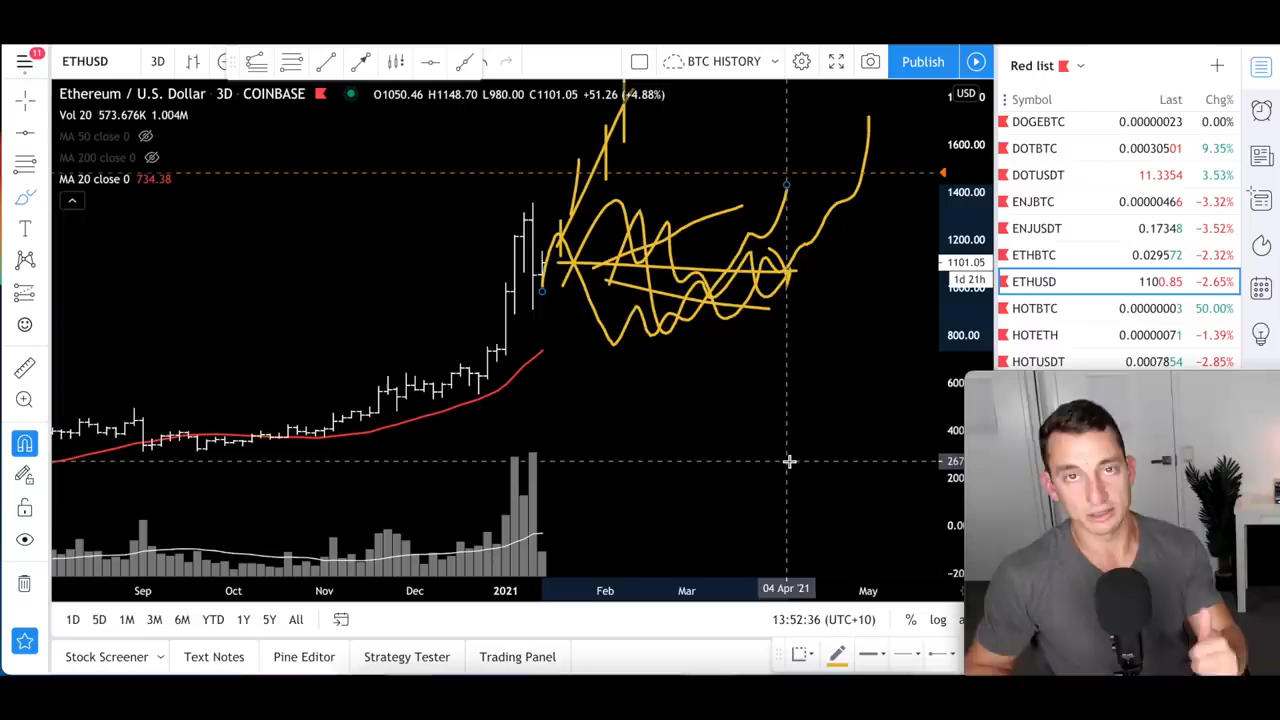 11
ETHUSD
3D
BTC HISTORY
Publish
Red list
Ethereum / U.S. Dollar · 3D · COINBASE
O1050.46 H1148.70 L980.00 C1101.05 +51.26 (+4.88%)
USD
Vol 20 573.676K 1.004M
MA 50 close 0
MA 200 close 0
MA 20 close 0 734.38
1600.00
1400.00
1200.00
1101.05
1d 21h
1000.00
800.00
600
400
267
200
0.00
−20
Sep Oct Nov Dec 2021 Feb Mar 04 Apr '21 May
1D 5D 1M 3M 6M YTD 1Y 5Y All
13:52:36 (UTC+10)
% log a
Stock Screener Text Notes Pine Editor Strategy Tester Trading Panel
Symbol Last Chg%
DOGEBTC 0.00000023 0.00%
DOTBTC 0.00030501 9.35%
DOTUSDT 11.3354 3.53%
ENJBTC 0.00000466 −3.32%
ENJUSDT 0.17348 −3.52%
ETHBTC 0.029572 −2.32%
ETHUSD 1100.85 −2.65%
HOTBTC 0.00000003 50.00%
HOTETH 0.00000071 −1.39%
HOTUSDT 0.0007854 −2.85%